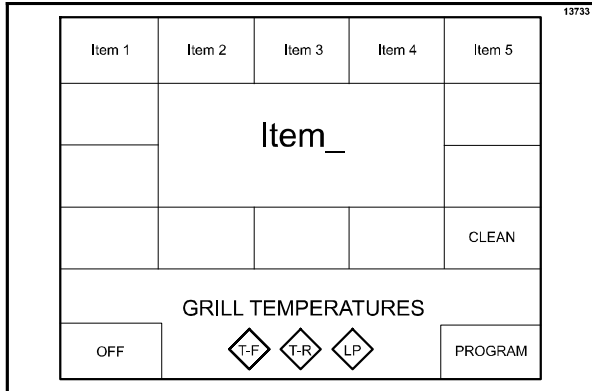 13733
Item 1 Item 2 Item 3 Item 4 Item 5
Item_
CLEAN
GRILL TEMPERATURES
OFF T-F T-R LP PROGRAM